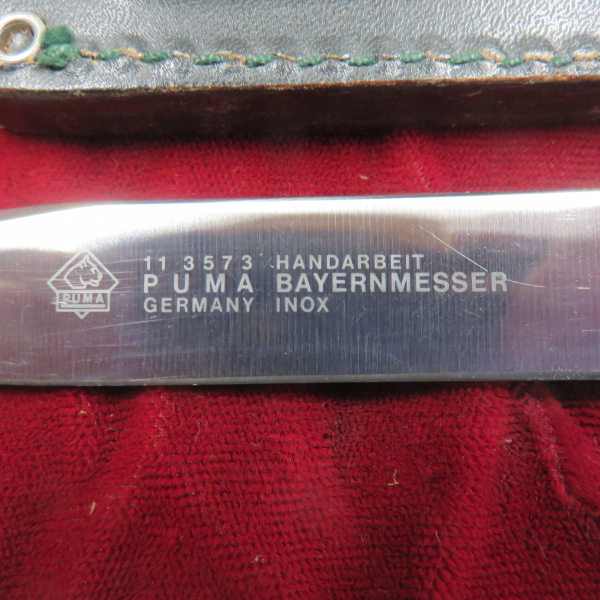 PUMA
11 3573 HANDARBEIT
PUMA BAYERNMESSER
GERMANY INOX